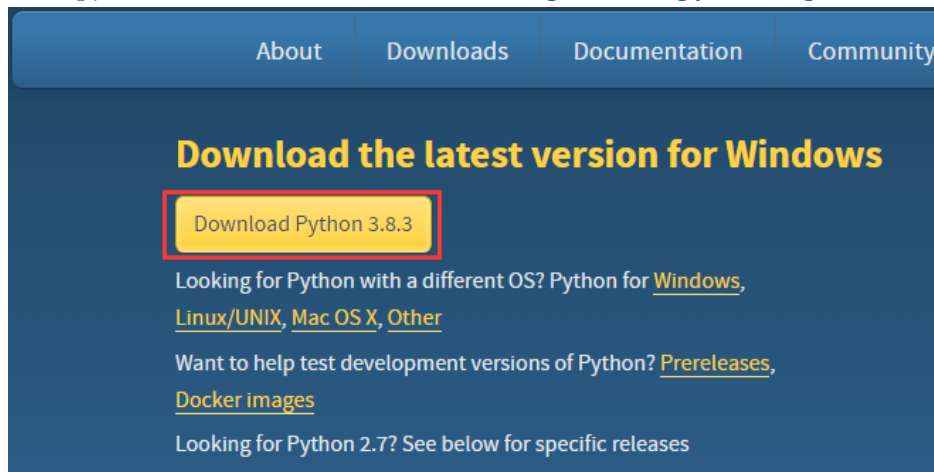 About Downloads Documentation Community
Download the latest version for Windows
Download Python 3.8.3
Looking for Python with a different OS? Python for Windows,
Linux/UNIX, Mac OS X, Other
Want to help test development versions of Python? Prereleases,
Docker images
Looking for Python 2.7? See below for specific releases